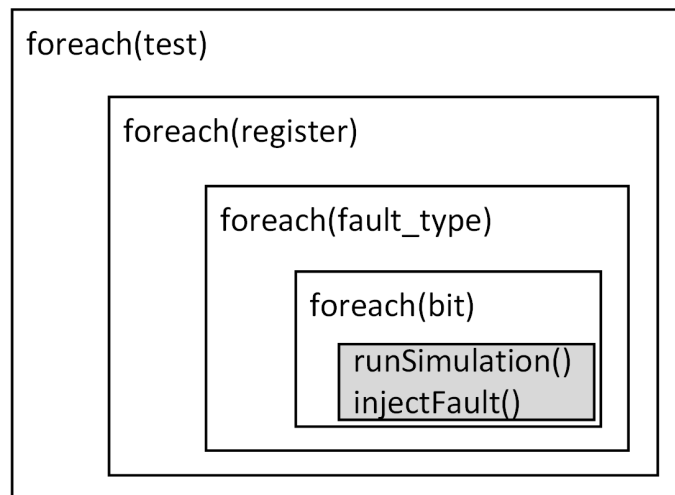 foreach(test)
foreach(register)
foreach(fault_type)
foreach(bit)
runSimulation()
injectFault()